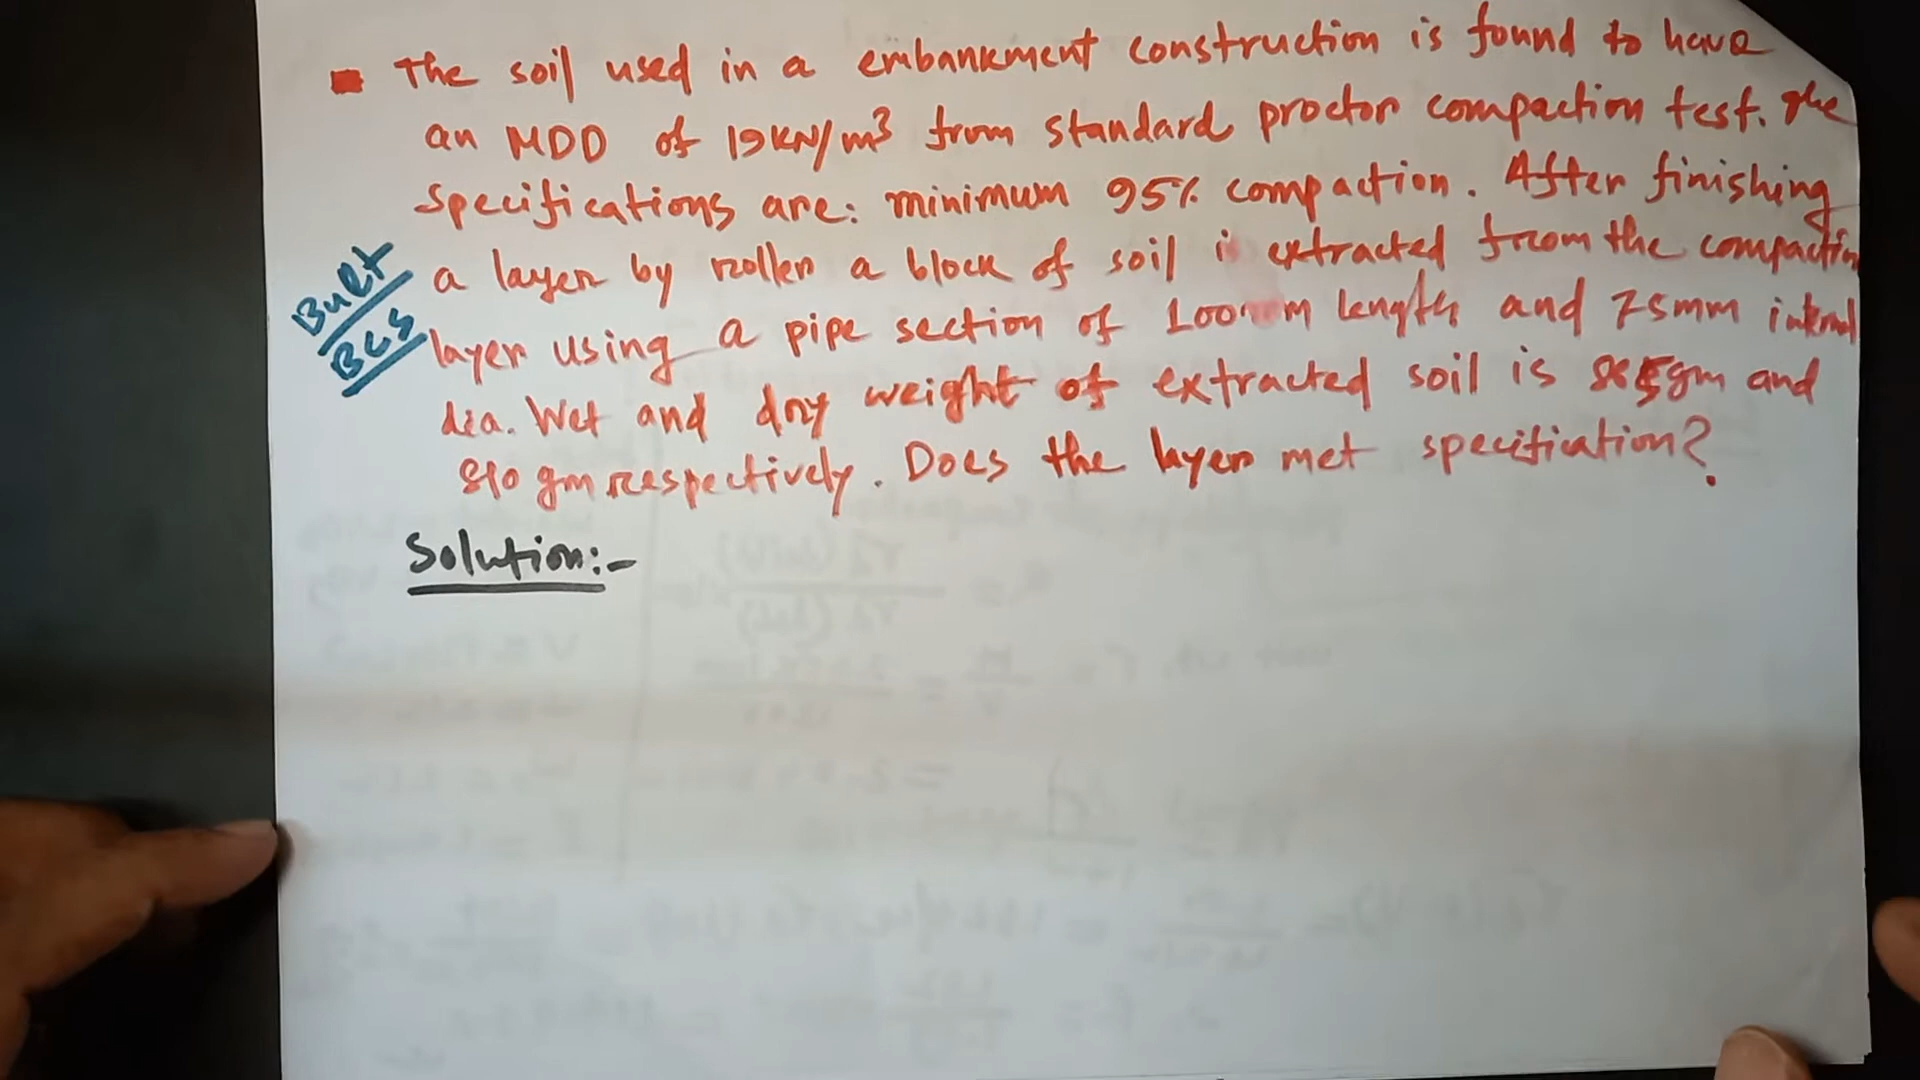 The soil used in a embankment construction is found to have
an MDD of 19KN/m³ from standard proctor compaction test. The
specifications are: minimum 95% compaction. After finishing
a layer by roller a block of soil is extracted from the compaction
Buet
BCS
layer using a pipe section of 100mm length and 75mm internal
dia. Wet and dry weight of extracted soil is gm and
810 gm respectively. Does the layer met specification?
Solution:-